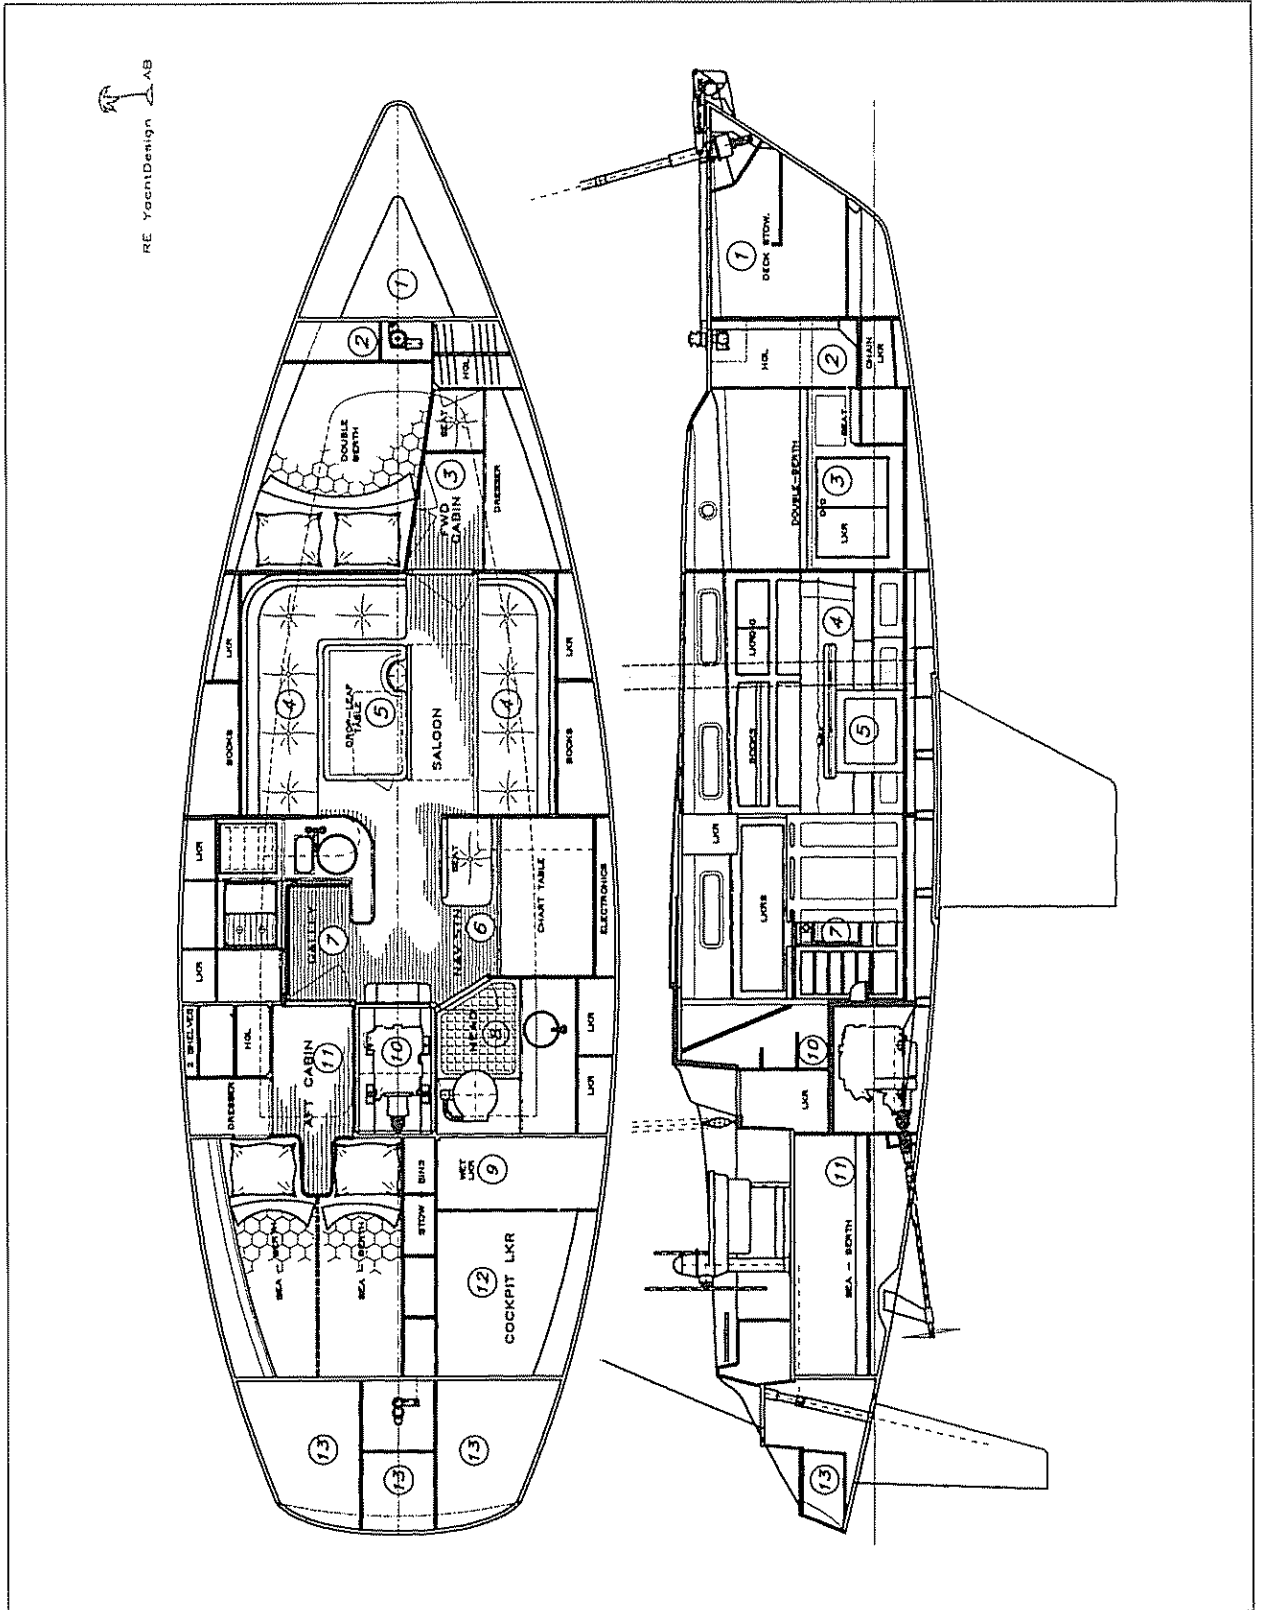 RE YachtDesign AB
1
2
HGL
DOUBLE
BERTH
SEAT
3
FWD
CABIN
DRESSER
LKR
LKR
4
DROP-LEAF
TABLE
5
4
BOOKS
SALOON
BOOKS
LKR
SEAT
CHART TABLE
ELECTRONICS
GALLEY
7
NAV.STN
6
LKR
2 SHELVES
HGL
11
AFT CABIN
DRESSER
10
HEAD
8
LKR
LKR
BINS
STOW
WET
LKR
9
SEA - BERTH
SEA - BERTH
12
COCKPIT LKR
13
13
13
1
DECK STOW.
HGL
2
CHAIN
LKR
DOUBLE-BERTH
SEAT
3
LKR
4
BOOKS
5
LKR
LKRS
7
10
LKR
11
SEA - BERTH
13